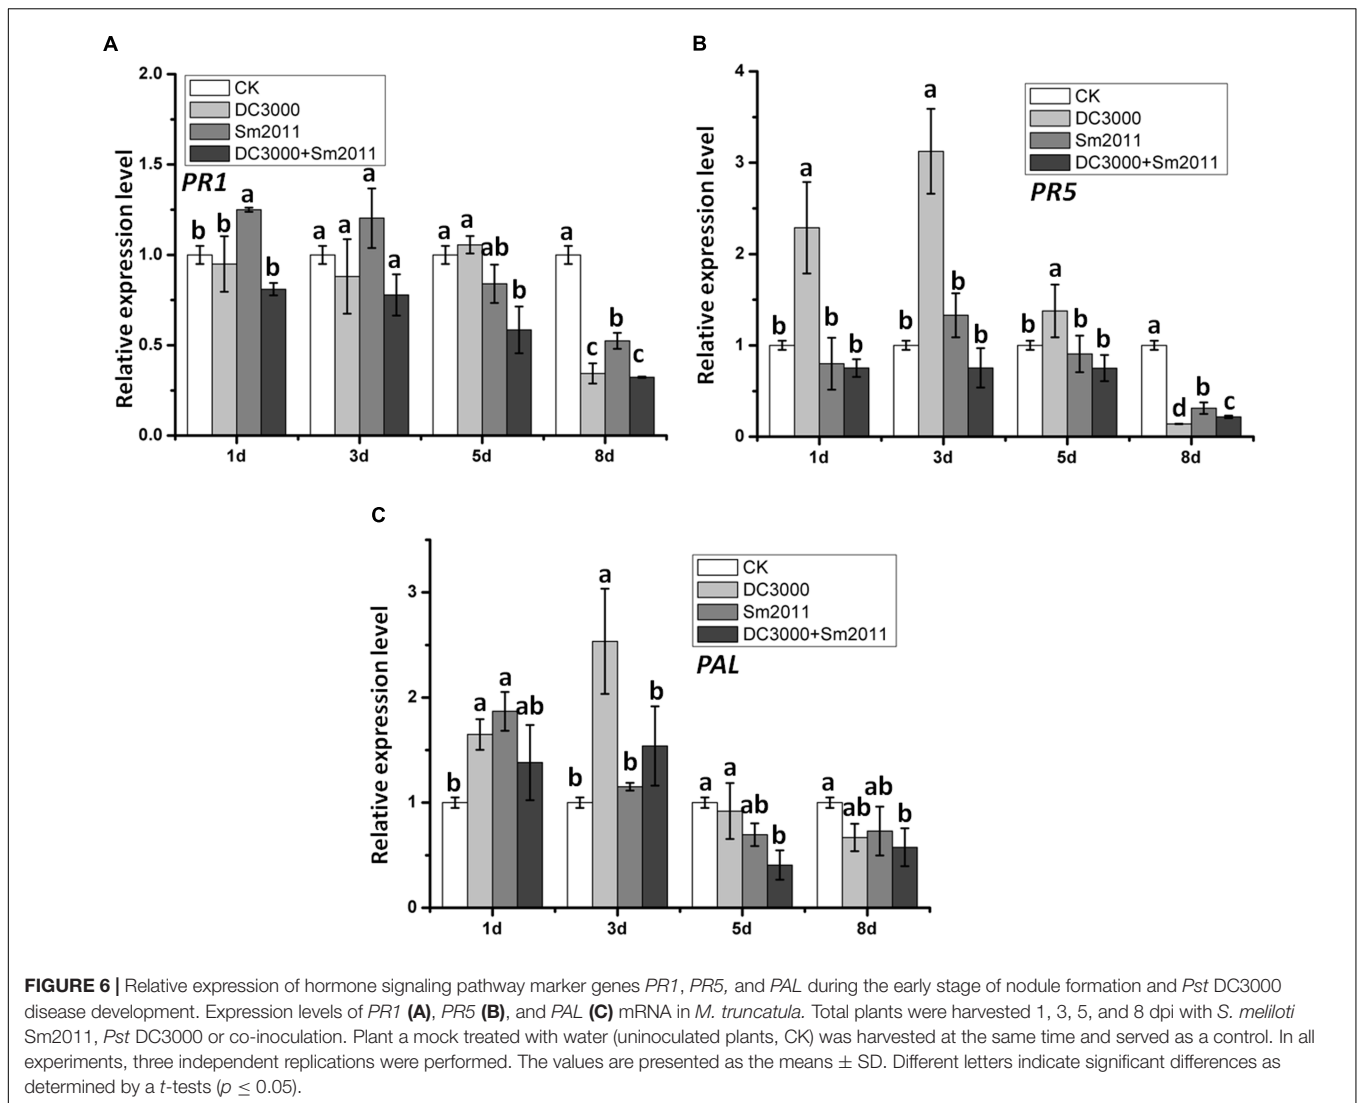 A
B
2.0
1.5
1.0
0.5
0.0
Relative expression level
CK
DC3000
Sm2011
DC3000+Sm2011
PR1
b b a b
a a a a
a a ab b
a c b c
1d 3d 5d 8d
4
3
2
1
0
Relative expression level
CK
DC3000
Sm2011
DC3000+Sm2011
PR5
b a b b
b a b b
b a b b
a d b c
1d 3d 5d 8d
C
3
2
1
0
Relative expression level
CK
DC3000
Sm2011
DC3000+Sm2011
PAL
b a a ab
b a b b
a a ab b
a ab ab b
1d 3d 5d 8d
FIGURE 6 | Relative expression of hormone signaling pathway marker genes PR1, PR5, and PAL during the early stage of nodule formation and Pst DC3000
disease development. Expression levels of PR1 (A), PR5 (B), and PAL (C) mRNA in M. truncatula. Total plants were harvested 1, 3, 5, and 8 dpi with S. meliloti
Sm2011, Pst DC3000 or co-inoculation. Plant a mock treated with water (uninoculated plants, CK) was harvested at the same time and served as a control. In all
experiments, three independent replications were performed. The values are presented as the means ± SD. Different letters indicate significant differences as
determined by a t-tests (p ≤ 0.05).